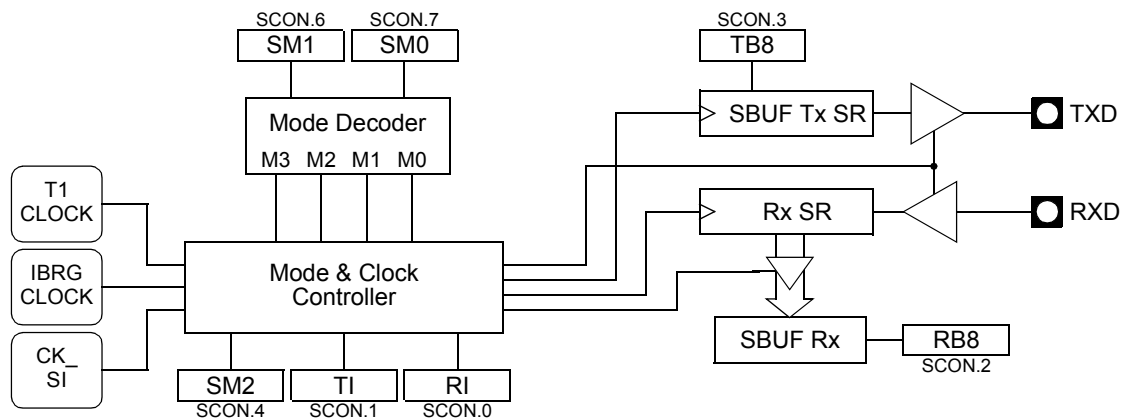 SCON.6
SCON.7
SCON.3
SM1
SM0
TB8
Mode Decoder
M3 M2 M1 M0
SBUF Tx SR
TXD
T1
CLOCK
Rx SR
RXD
IBRG
CLOCK
Mode & Clock
Controller
CK_
SI
SBUF Rx
RB8
SCON.2
SM2
TI
RI
SCON.4
SCON.1
SCON.0